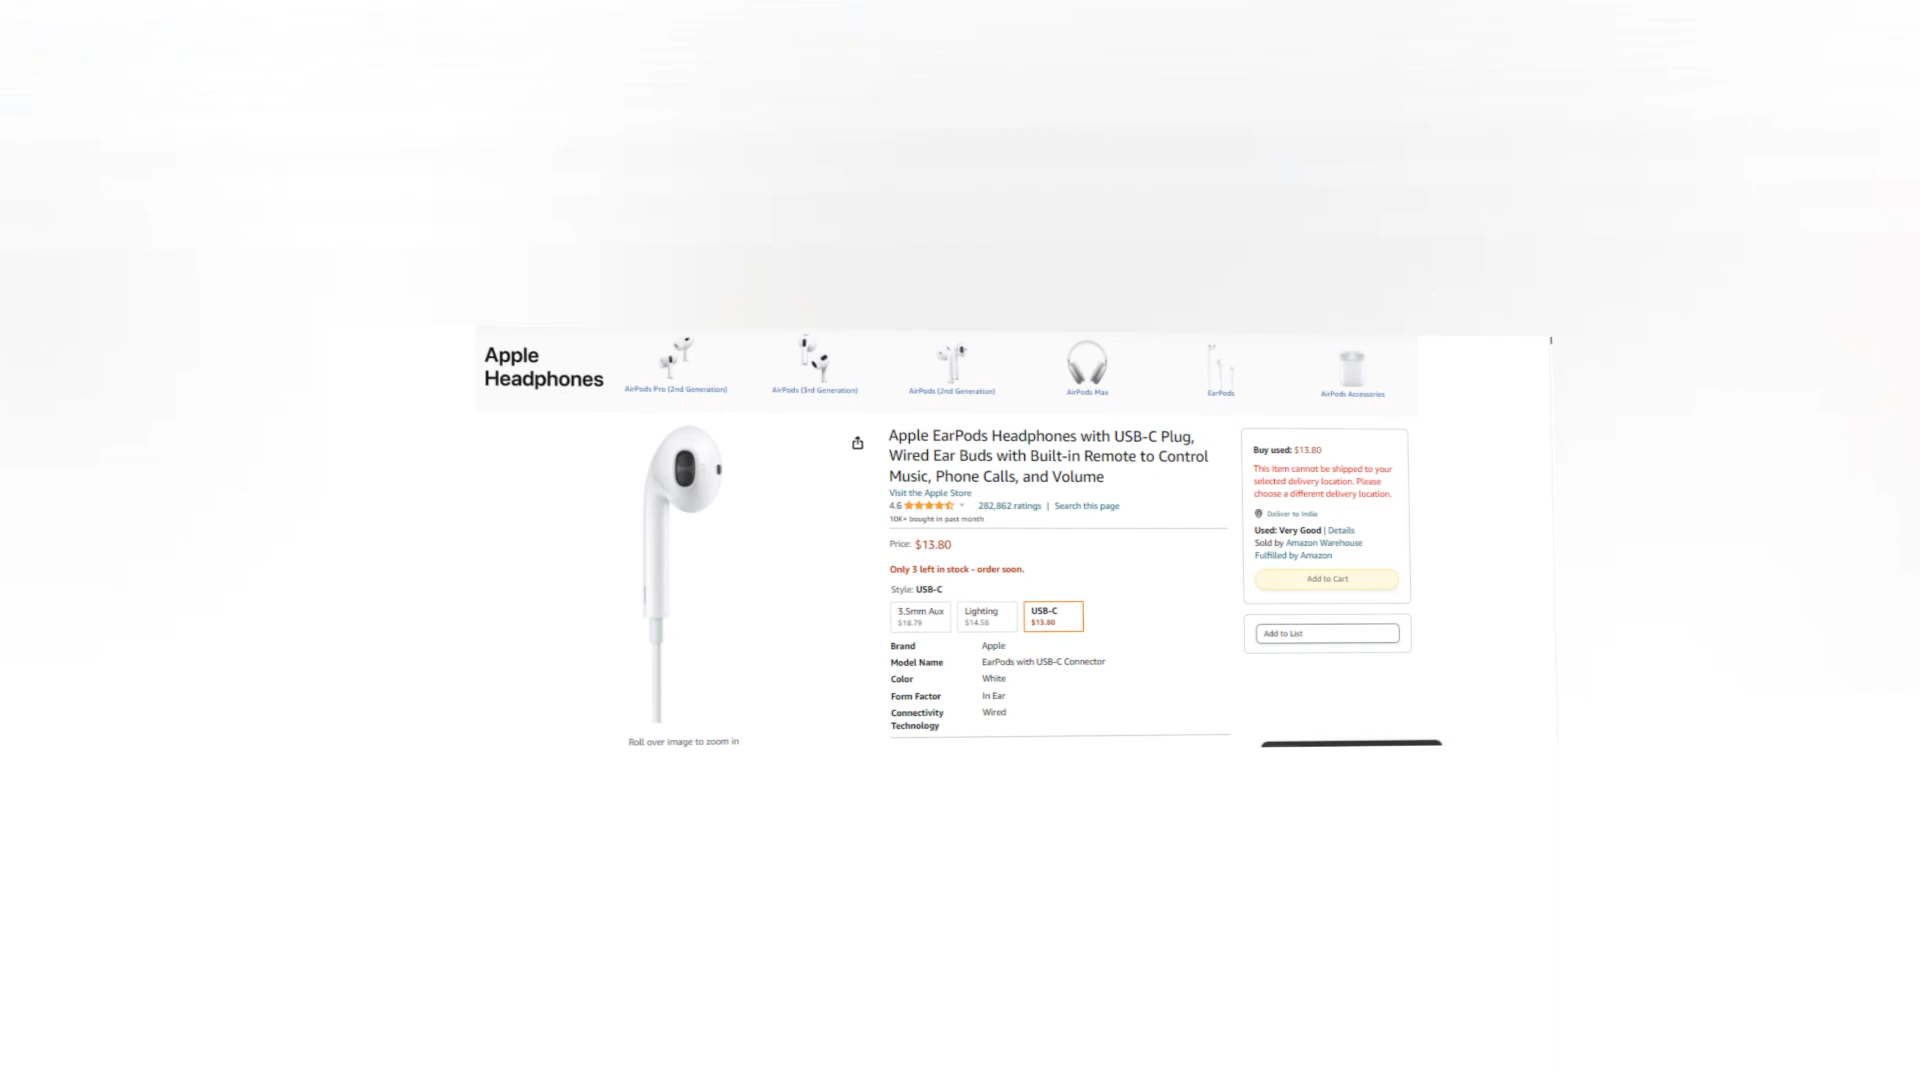 Apple
Headphones
AirPods Pro (2nd Generation)
AirPods (3rd Generation)
AirPods (2nd Generation)
AirPods Max
EarPods
AirPods Accessories
Apple EarPods Headphones with USB-C Plug,
Wired Ear Buds with Built-in Remote to Control
Music, Phone Calls, and Volume
Visit the Apple Store
4.6 282,862 ratings | Search this page
10K+ bought in past month
Price: $13.80
Only 3 left in stock - order soon.
Style: USB-C
3.5mm Aux
$18.79
Lighting
$14.58
USB-C
$13.80
Brand Apple
Model Name EarPods with USB-C Connector
Color White
Form Factor In Ear
Connectivity Wired
Technology
Roll over image to zoom in
Buy used: $13.80
This item cannot be shipped to your
selected delivery location. Please
choose a different delivery location.
Deliver to India
Used: Very Good | Details
Sold by Amazon Warehouse
Fulfilled by Amazon
Add to Cart
Add to List